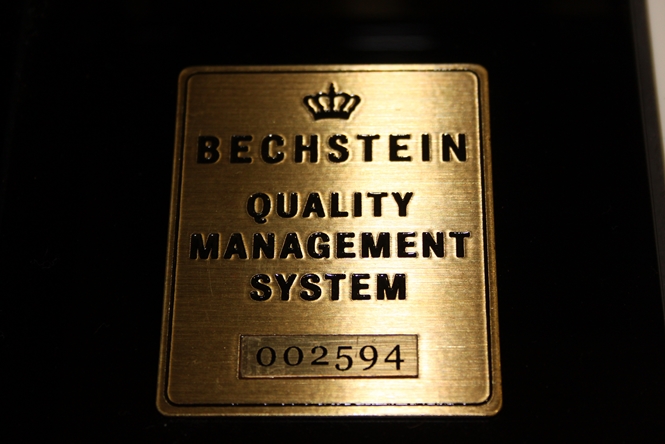 BECHSTEIN
QUALITY
MANAGEMENT
SYSTEM
002594